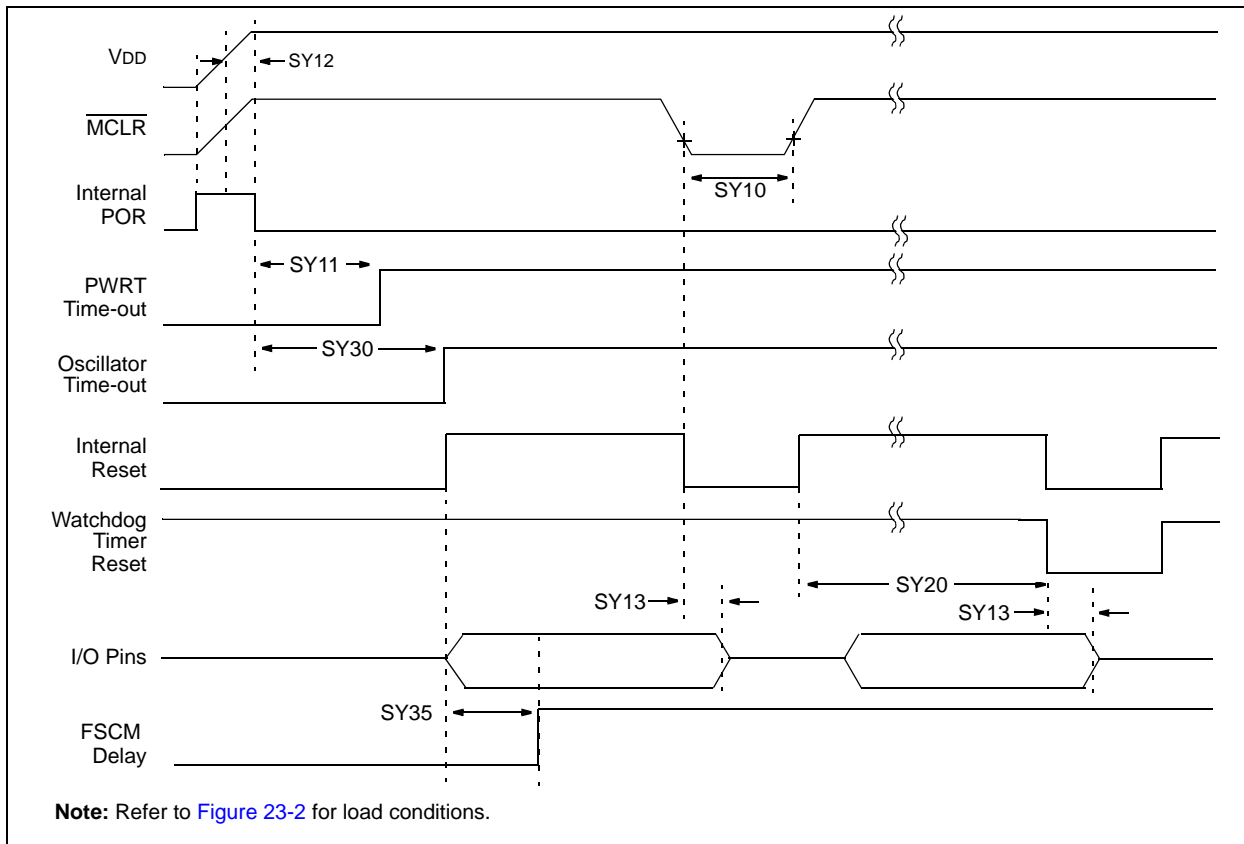 VDD
SY12
MCLR
SY10
Internal
POR
SY11
PWRT
Time-out
SY30
Oscillator
Time-out
Internal
Reset
Watchdog
Timer
Reset
SY20
SY13
SY13
I/O Pins
SY35
FSCM
Delay
Note: Refer to Figure 23-2 for load conditions.